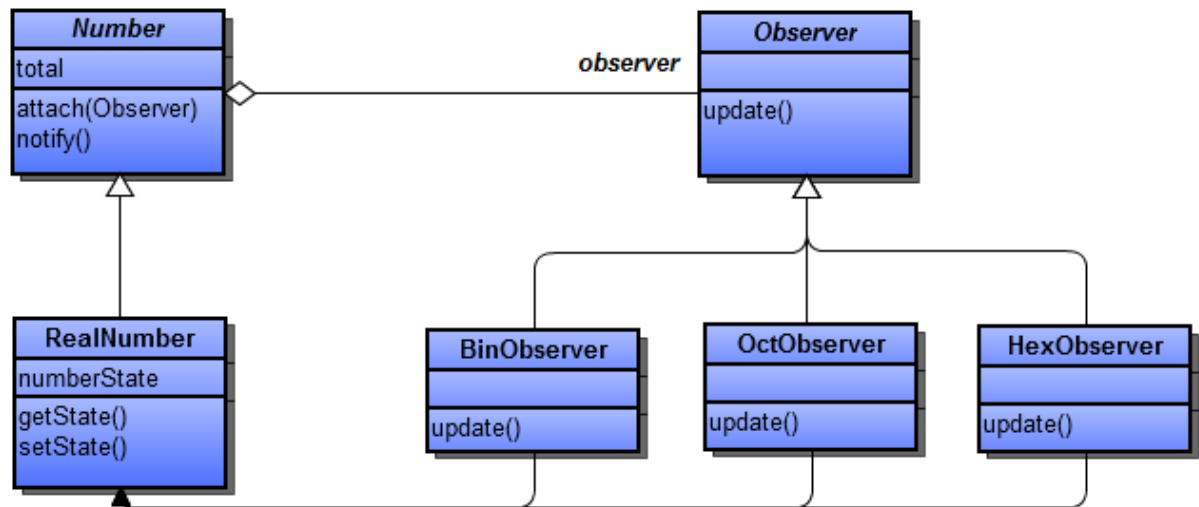 Number
total
attach(Observer)
notify()
observer
Observer
update()
RealNumber
numberState
getState()
setState()
BinObserver
update()
OctObserver
update()
HexObserver
update()